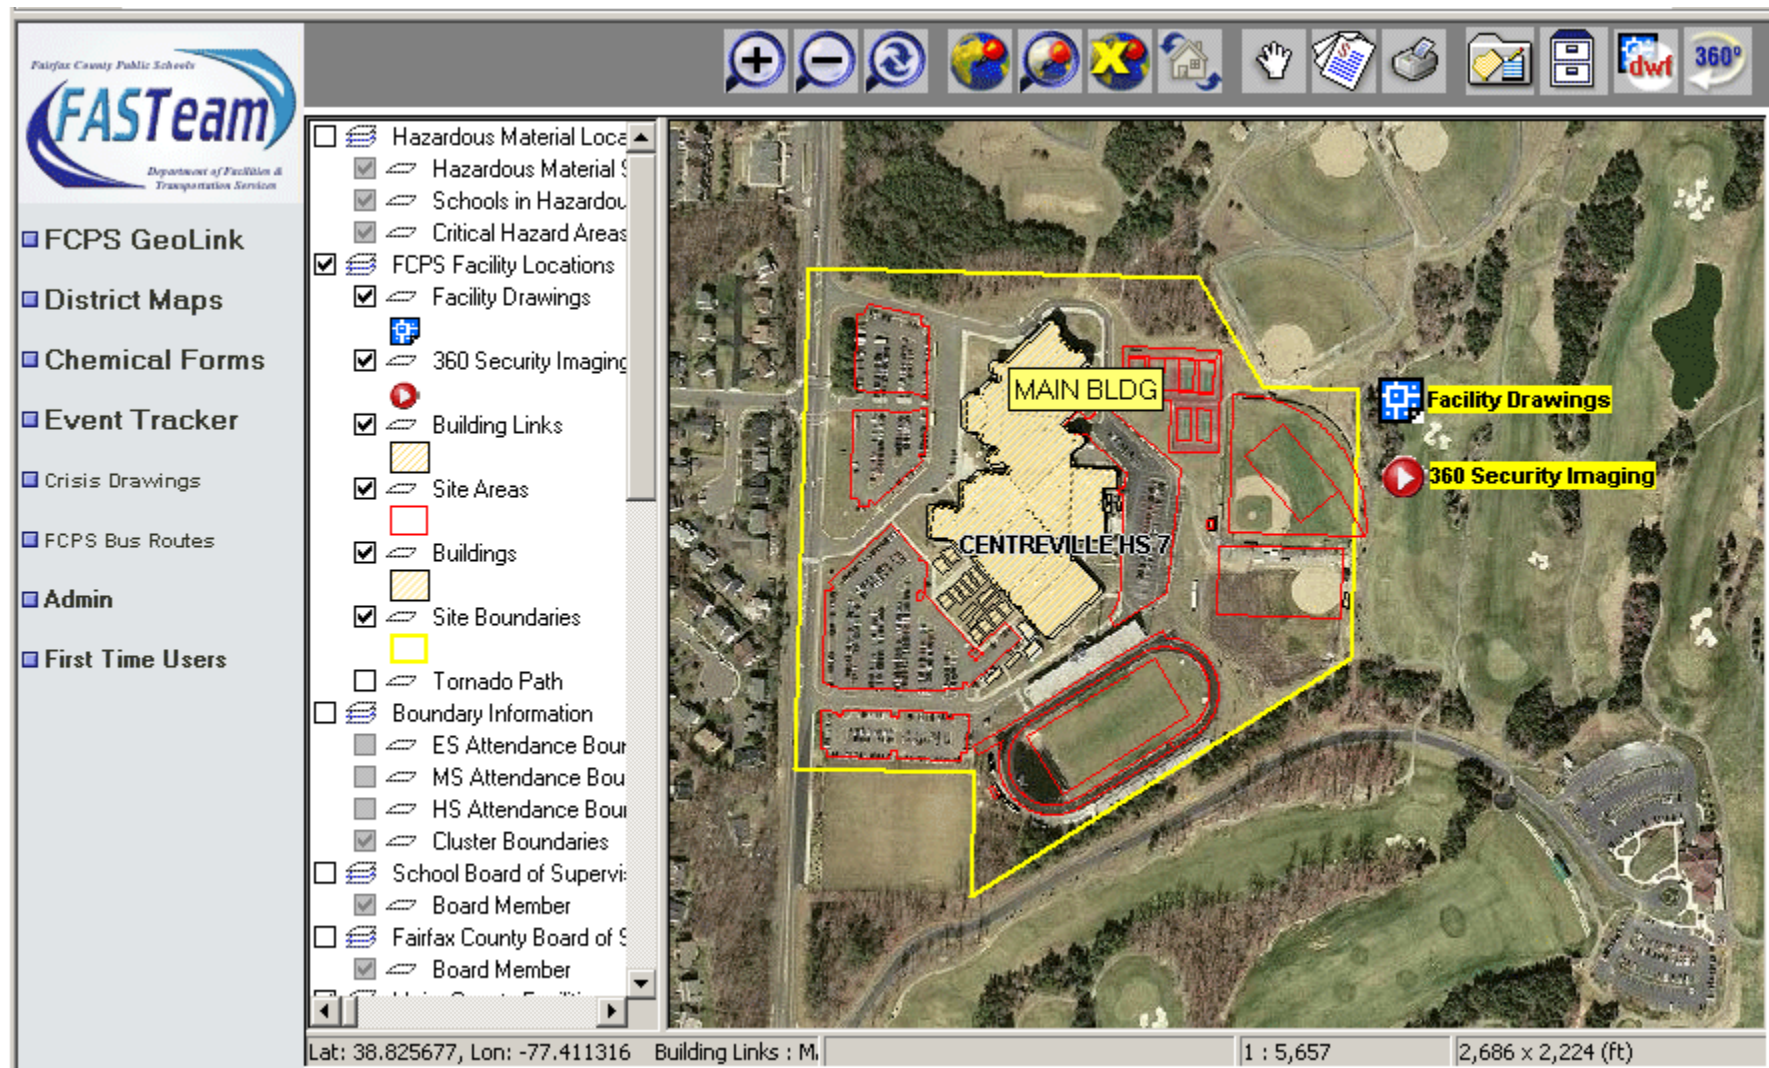 Fairfax County Public Schools
FASTeam
Department of Facilities &
Transportation Services
FCPS GeoLink
District Maps
Chemical Forms
Event Tracker
Crisis Drawings
FCPS Bus Routes
Admin
First Time Users
dwf
360°
Hazardous Material Loca
Hazardous Material S
Schools in Hazardou
Critical Hazard Areas
FCPS Facility Locations
Facility Drawings
360 Security Imaging
Building Links
Site Areas
Buildings
Site Boundaries
Tornado Path
Boundary Information
ES Attendance Bour
MS Attendance Bou
HS Attendance Bour
Cluster Boundaries
School Board of Supervi
Board Member
Fairfax County Board of S
Board Member
MAIN BLDG
CENTREVILLE HS 7
Facility Drawings
360 Security Imaging
Lat: 38.825677, Lon: -77.411316 Building Links : M
1 : 5,657
2,686 x 2,224 (ft)